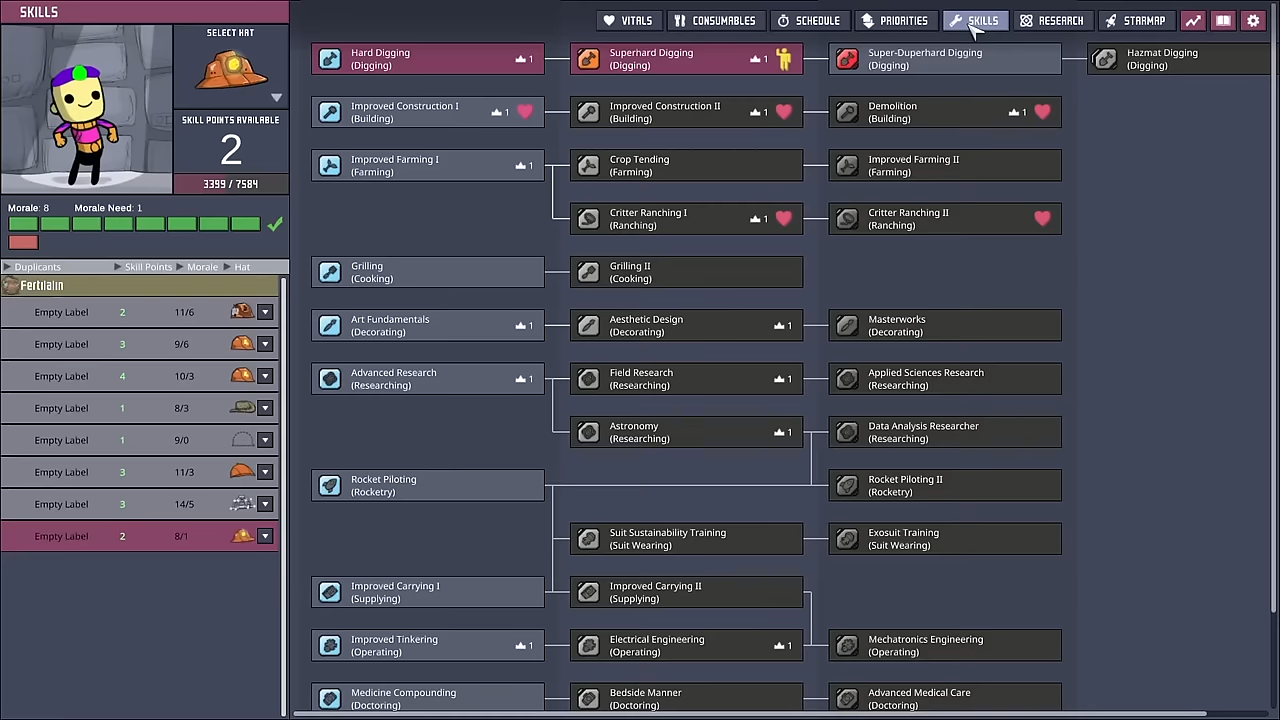 SKILLS
VITALS
CONSUMABLES
SCHEDULE
PRIORITIES
SKILLS
RESEARCH
STARMAP
SELECT HAT
SKILL POINTS AVAILABLE
2
3399 / 7584
Morale: 8
Morale Need: 1
Duplicants
Skill Points
Morale
Hat
Fertilalin
Empty Label 2 11/6
Empty Label 3 9/6
Empty Label 4 10/3
Empty Label 1 8/3
Empty Label 1 9/0
Empty Label 3 11/3
Empty Label 3 14/5
Empty Label 2 8/1
Hard Digging
(Digging)
1
Superhard Digging
(Digging)
1
Super-Duperhard Digging
(Digging)
Hazmat Digging
(Digging)
Improved Construction I
(Building)
1
Improved Construction II
(Building)
1
Demolition
(Building)
1
Improved Farming I
(Farming)
1
Crop Tending
(Farming)
Improved Farming II
(Farming)
Critter Ranching I
(Ranching)
1
Critter Ranching II
(Ranching)
Grilling
(Cooking)
Grilling II
(Cooking)
Art Fundamentals
(Decorating)
1
Aesthetic Design
(Decorating)
1
Masterworks
(Decorating)
Advanced Research
(Researching)
1
Field Research
(Researching)
1
Applied Sciences Research
(Researching)
Astronomy
(Researching)
1
Data Analysis Researcher
(Researching)
Rocket Piloting
(Rocketry)
Rocket Piloting II
(Rocketry)
Suit Sustainability Training
(Suit Wearing)
Exosuit Training
(Suit Wearing)
Improved Carrying I
(Supplying)
Improved Carrying II
(Supplying)
Improved Tinkering
(Operating)
1
Electrical Engineering
(Operating)
1
Mechatronics Engineering
(Operating)
Medicine Compounding
(Doctoring)
Bedside Manner
(Doctoring)
Advanced Medical Care
(Doctoring)